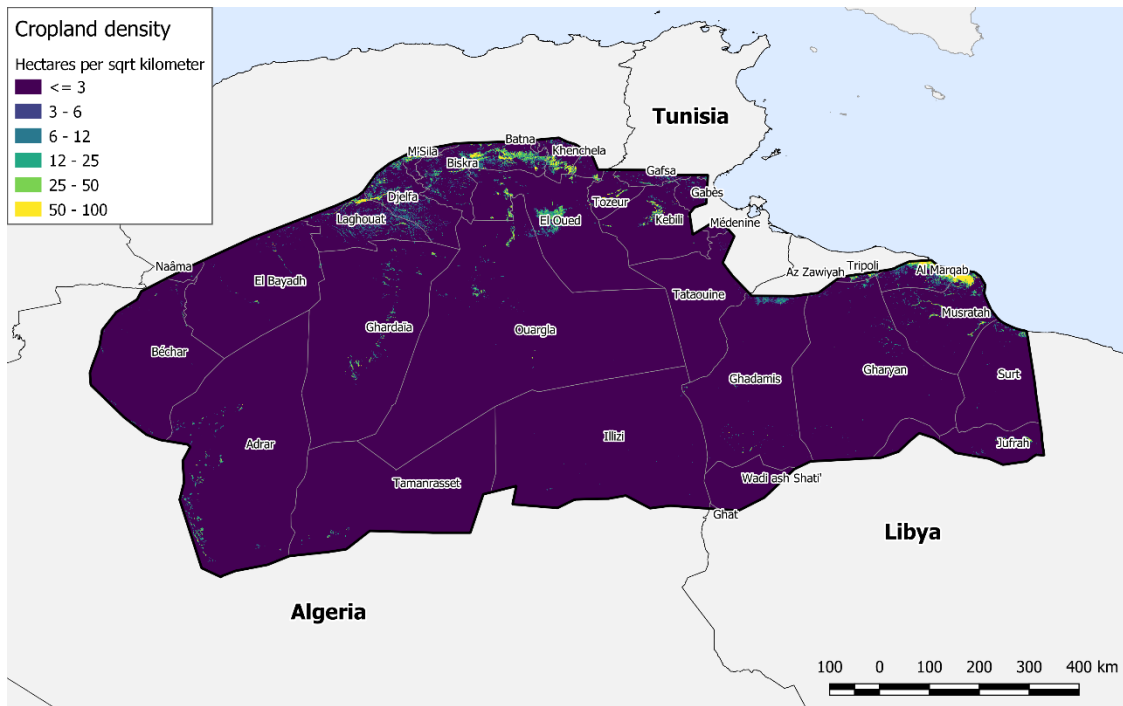 Cropland density
Hectares per sqrt kilometer
<= 3
3 - 6
6 - 12
12 - 25
25 - 50
50 - 100
Tunisia
Batna
M'Sila
Khenchela
Biskra
Gafsa
Djelfa
Tozeur
Gabès
Laghouat
El Oued
Kebili
Médenine
Naâma
Az Zawiyah
Tripoli
Al Marqab
El Bayadh
Tataouine
Musratah
Ghardaia
Ouargla
Béchar
Ghadamis
Gharyan
Surt
Adrar
Illizi
Jufrah
Tamanrasset
Wadi ash Shati'
Ghat
Libya
Algeria
100 0 100 200 300 400 km